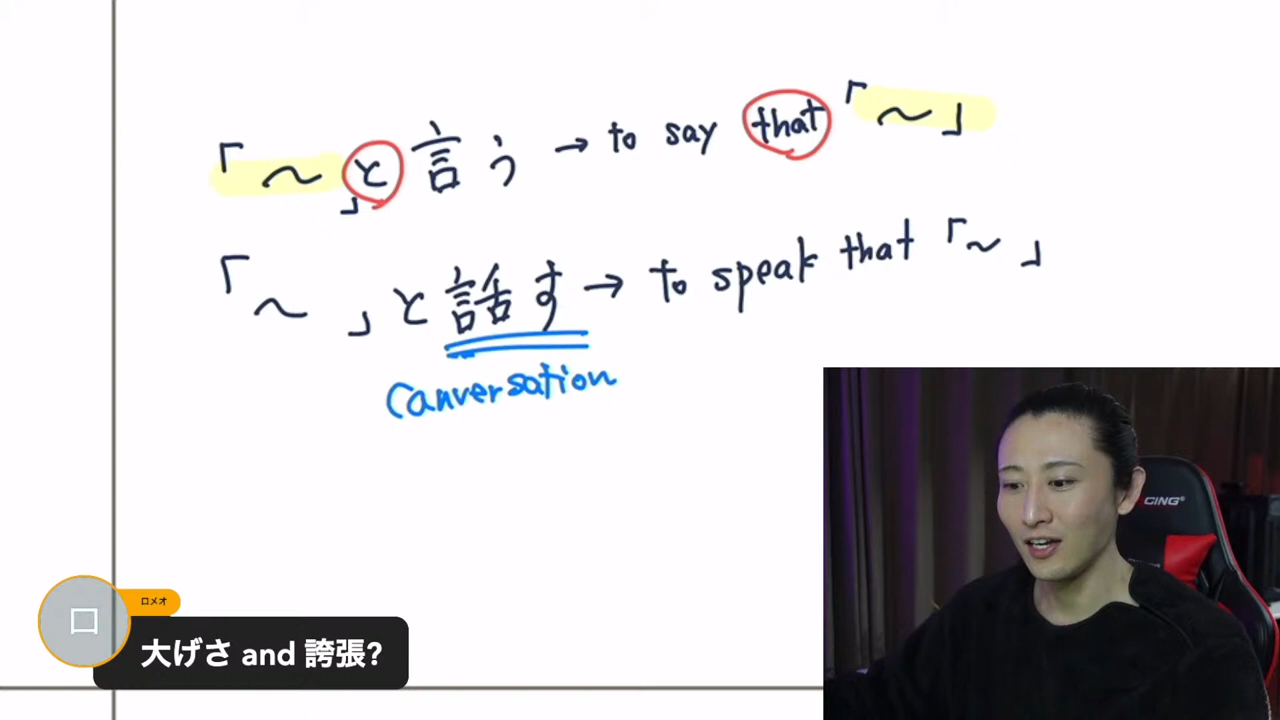 「～」と言う → to say that「～」
「～」と話す → to speak that「～」
Canversation
CING®
ロ
ロメオ
大げさ and 誇張?